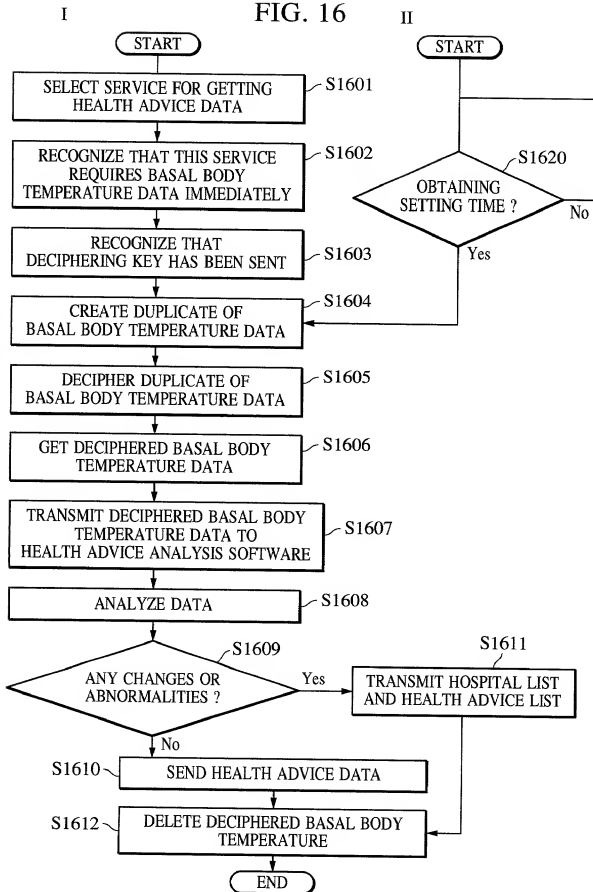 I
FIG. 16
II
START
START
SELECT SERVICE FOR GETTING
HEALTH ADVICE DATA
S1601
RECOGNIZE THAT THIS SERVICE
REQUIRES BASAL BODY
TEMPERATURE DATA IMMEDIATELY
S1602
S1620
OBTAINING
SETTING TIME ?
No
Yes
RECOGNIZE THAT
DECIPHERING KEY HAS BEEN SENT
S1603
CREATE DUPLICATE OF
BASAL BODY TEMPERATURE DATA
S1604
DECIPHER DUPLICATE OF
BASAL BODY TEMPERATURE DATA
S1605
GET DECIPHERED BASAL BODY
TEMPERATURE DATA
S1606
TRANSMIT DECIPHERED BASAL BODY
TEMPERATURE DATA TO
HEALTH ADVICE ANALYSIS SOFTWARE
S1607
ANALYZE DATA
S1608
S1609
ANY CHANGES OR
ABNORMALITIES ?
Yes
No
S1611
TRANSMIT HOSPITAL LIST
AND HEALTH ADVICE LIST
S1610
SEND HEALTH ADVICE DATA
S1612
DELETE DECIPHERED BASAL BODY
TEMPERATURE
END